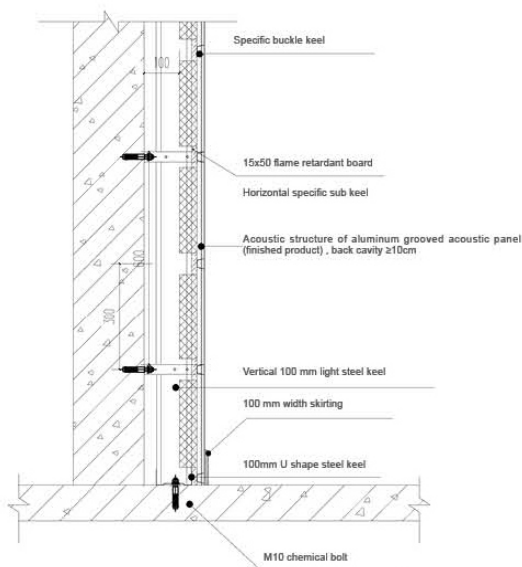 Specific buckle keel
100
15x50 flame retardant board
Horizontal specific sub keel
Acoustic structure of aluminum grooved acoustic panel
(finished product) , back cavity ≥10cm
600
300
Vertical 100 mm light steel keel
100 mm width skirting
100mm U shape steel keel
M10 chemical bolt